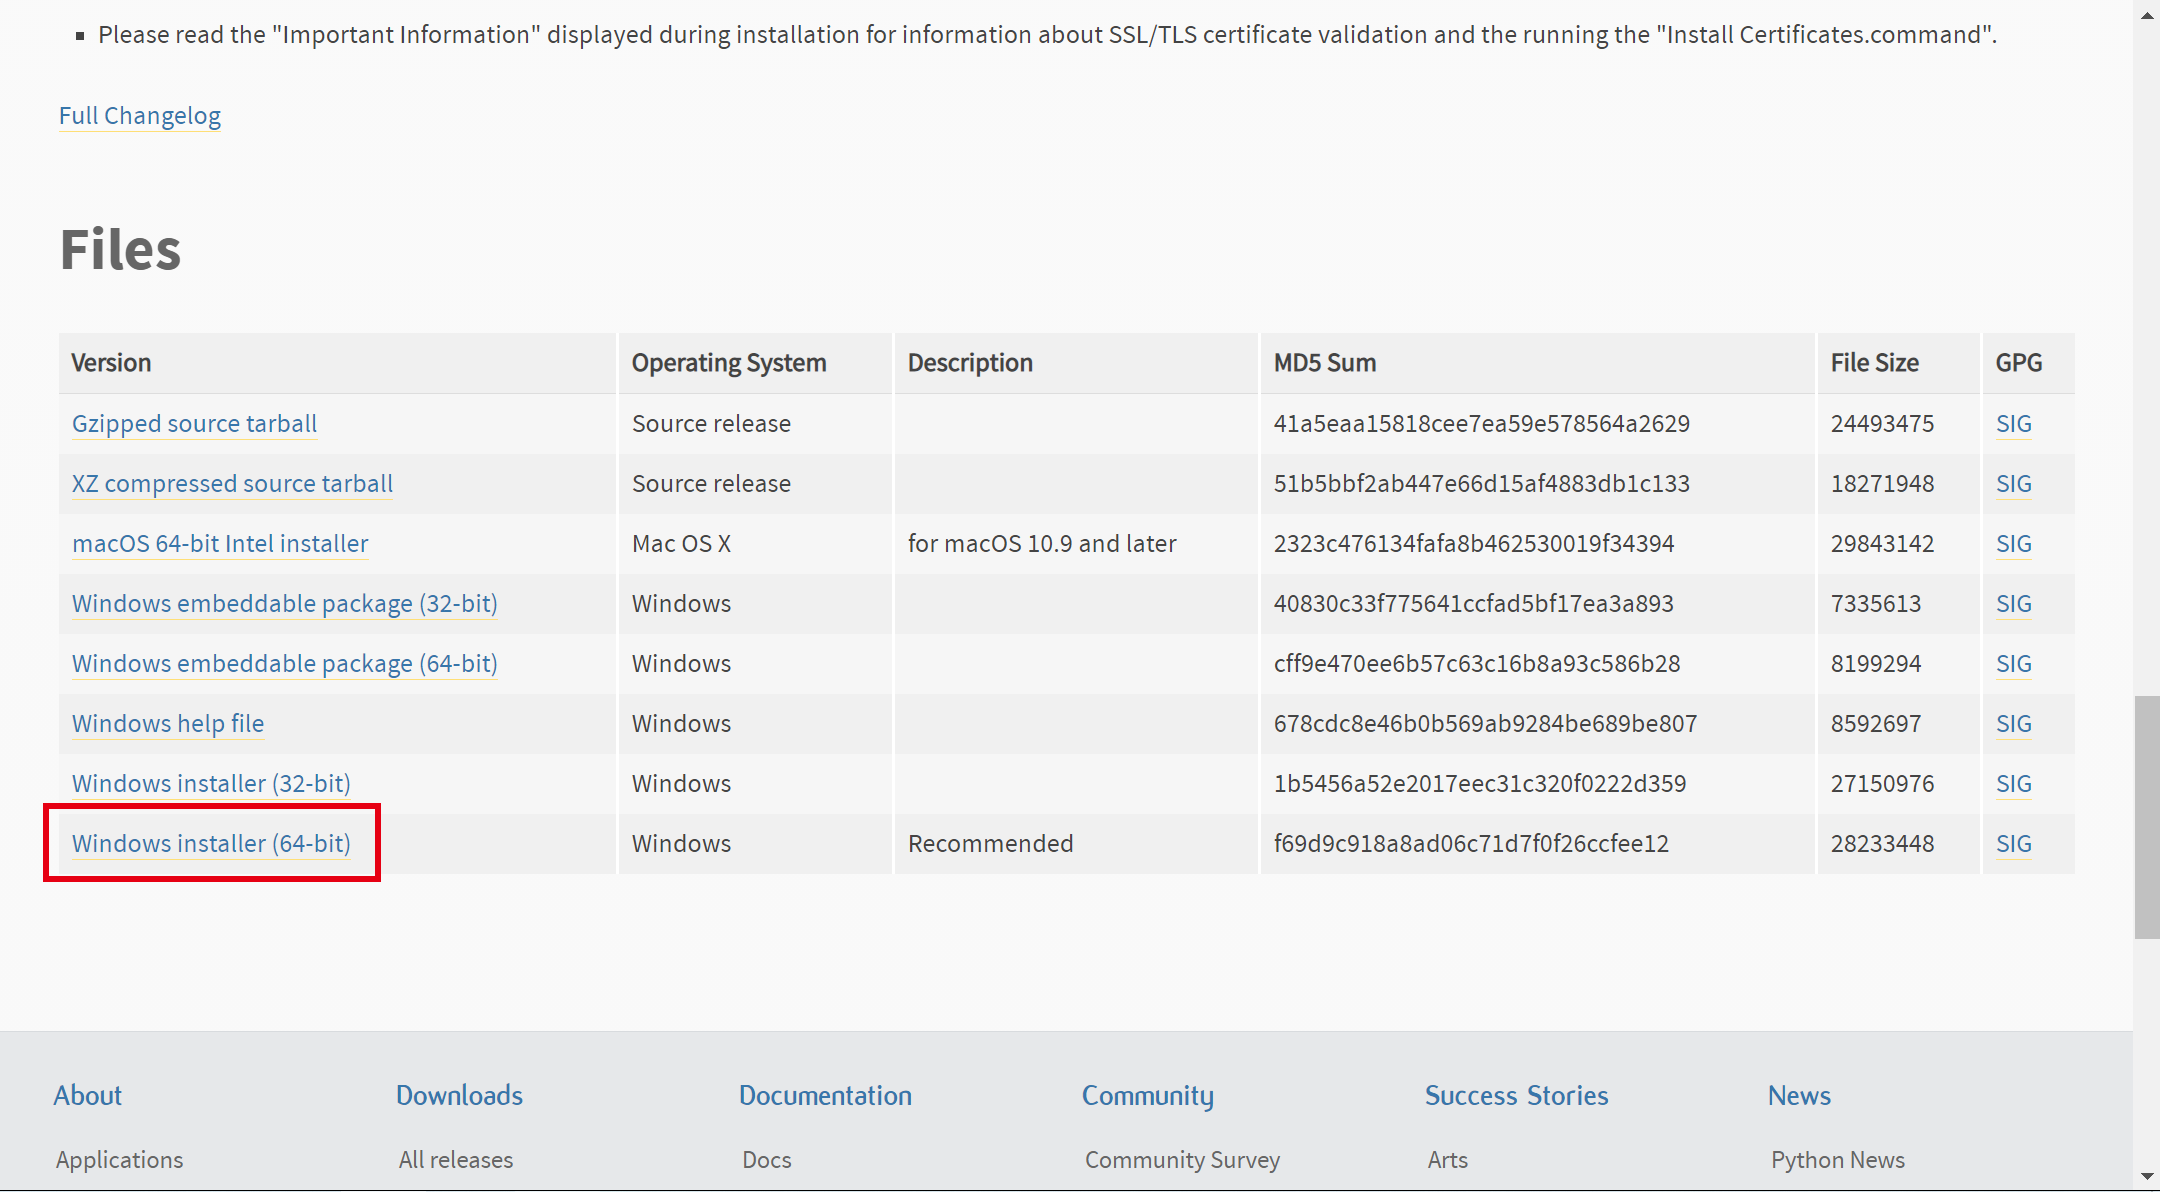 Please read the "Important Information" displayed during installation for information about SSL/TLS certificate validation and the running the "Install Certificates.command".
Full Changelog
Files
Version Operating System Description MD5 Sum File Size GPG
Gzipped source tarball Source release 41a5eaa15818cee7ea59e578564a2629 24493475 SIG
XZ compressed source tarball Source release 51b5bbf2ab447e66d15af4883db1c133 18271948 SIG
macOS 64-bit Intel installer Mac OS X for macOS 10.9 and later 2323c476134fafa8b462530019f34394 29843142 SIG
Windows embeddable package (32-bit) Windows 40830c33f775641ccfad5bf17ea3a893 7335613 SIG
Windows embeddable package (64-bit) Windows cff9e470ee6b57c63c16b8a93c586b28 8199294 SIG
Windows help file Windows 678cdc8e46b0b569ab9284be689be807 8592697 SIG
Windows installer (32-bit) Windows 1b5456a52e2017eec31c320f0222d359 27150976 SIG
Windows installer (64-bit) Windows Recommended f69d9c918a8ad06c71d7f0f26ccfee12 28233448 SIG
About Downloads Documentation Community Success Stories News
Applications All releases Docs Community Survey Arts Python News